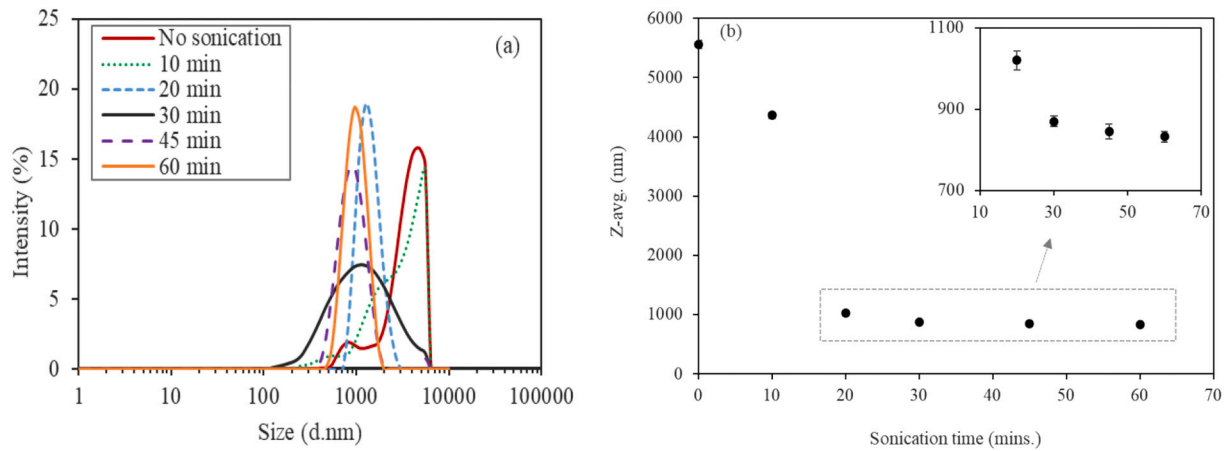 25
20
15
10
5
0
Intensity (%)
(a)
No sonication
10 min
20 min
30 min
45 min
60 min
1
10
100
1000
10000
100000
Size (d.nm)
6000
5000
4000
3000
2000
1000
0
Z-avg. (nm)
(b)
1100
900
700
10
30
50
70
0
10
20
30
40
50
60
70
Sonication time (mins.)